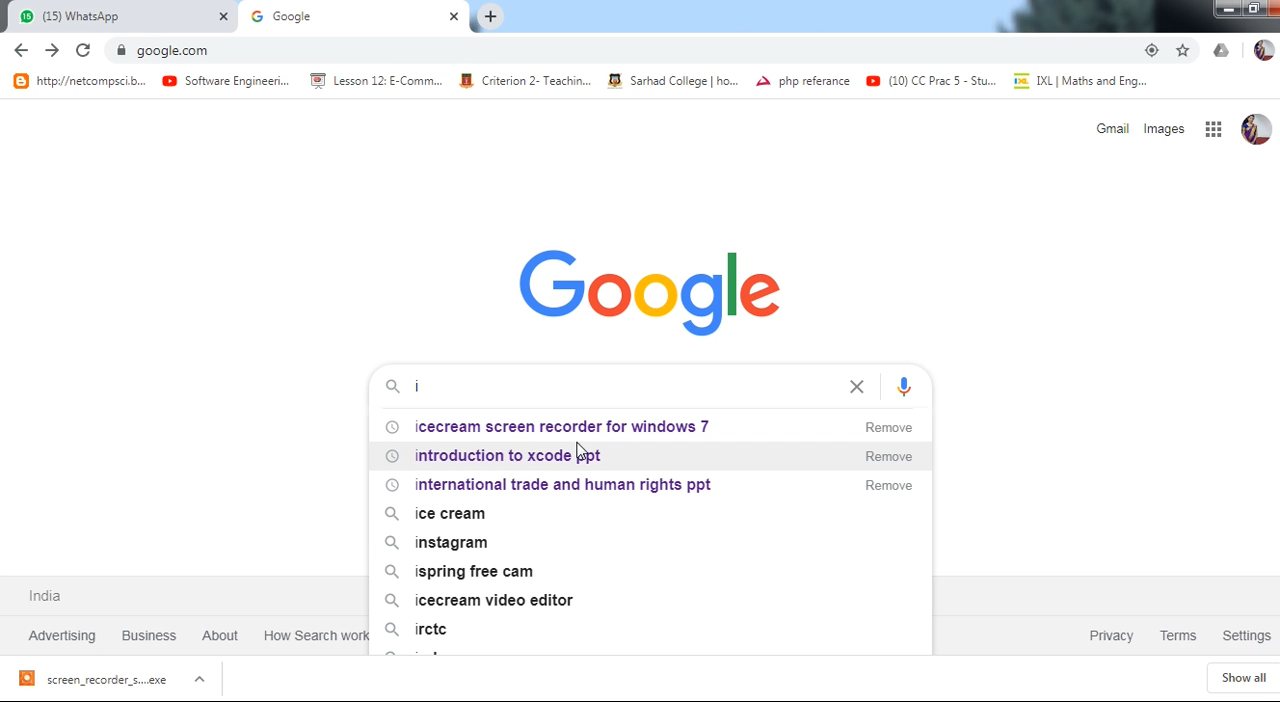 (15) WhatsApp
Google
google.com
http://netcompsci.b...
Software Engineeri...
Lesson 12: E-Comm...
Criterion 2- Teachin...
Sarhad College | ho...
php referance
(10) CC Prac 5 - Stu...
IXL | Maths and Eng...
Gmail Images
Google
i
icecream screen recorder for windows 7 Remove
introduction to xcode ppt Remove
international trade and human rights ppt Remove
ice cream
instagram
ispring free cam
icecream video editor
irctc
India
Advertising Business About How Search work
Privacy Terms Settings
screen_recorder_s....exe
Show all